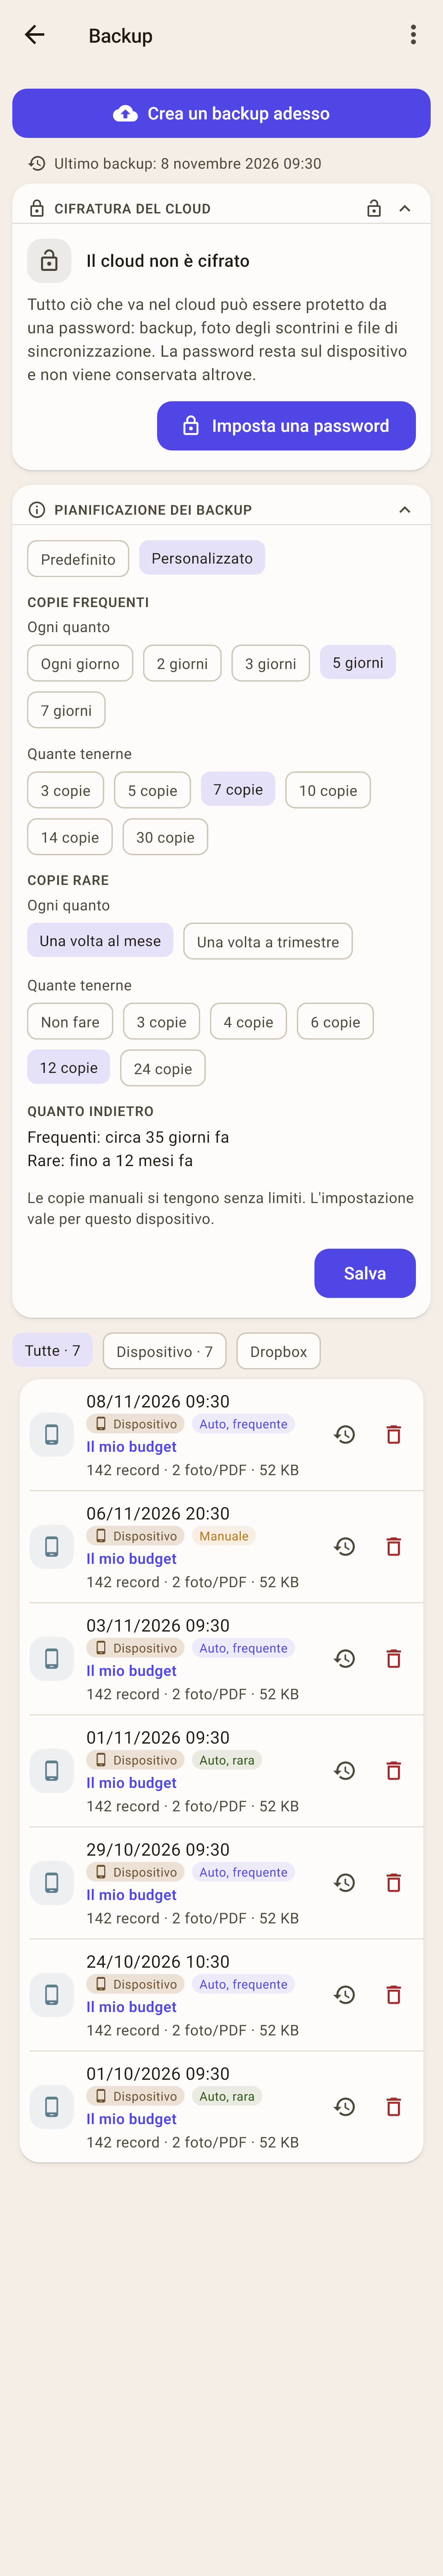 Backup
Crea un backup adesso
Ultimo backup: 8 novembre 2026 09:30
CIFRATURA DEL CLOUD
Il cloud non è cifrato
Tutto ciò che va nel cloud può essere protetto da
una password: backup, foto degli scontrini e file di
sincronizzazione. La password resta sul dispositivo
e non viene conservata altrove.
Imposta una password
PIANIFICAZIONE DEI BACKUP
Predefinito Personalizzato
COPIE FREQUENTI
Ogni quanto
Ogni giorno 2 giorni 3 giorni 5 giorni
7 giorni
Quante tenerne
3 copie 5 copie 7 copie 10 copie
14 copie 30 copie
COPIE RARE
Ogni quanto
Una volta al mese Una volta a trimestre
Quante tenerne
Non fare 3 copie 4 copie 6 copie
12 copie 24 copie
QUANTO INDIETRO
Frequenti: circa 35 giorni fa
Rare: fino a 12 mesi fa
Le copie manuali si tengono senza limiti. L'impostazione
vale per questo dispositivo.
Salva
Tutte · 7 Dispositivo · 7 Dropbox
08/11/2026 09:30
Dispositivo Auto, frequente
Il mio budget
142 record · 2 foto/PDF · 52 KB
06/11/2026 20:30
Dispositivo Manuale
Il mio budget
142 record · 2 foto/PDF · 52 KB
03/11/2026 09:30
Dispositivo Auto, frequente
Il mio budget
142 record · 2 foto/PDF · 52 KB
01/11/2026 09:30
Dispositivo Auto, rara
Il mio budget
142 record · 2 foto/PDF · 52 KB
29/10/2026 09:30
Dispositivo Auto, frequente
Il mio budget
142 record · 2 foto/PDF · 52 KB
24/10/2026 10:30
Dispositivo Auto, frequente
Il mio budget
142 record · 2 foto/PDF · 52 KB
01/10/2026 09:30
Dispositivo Auto, rara
Il mio budget
142 record · 2 foto/PDF · 52 KB